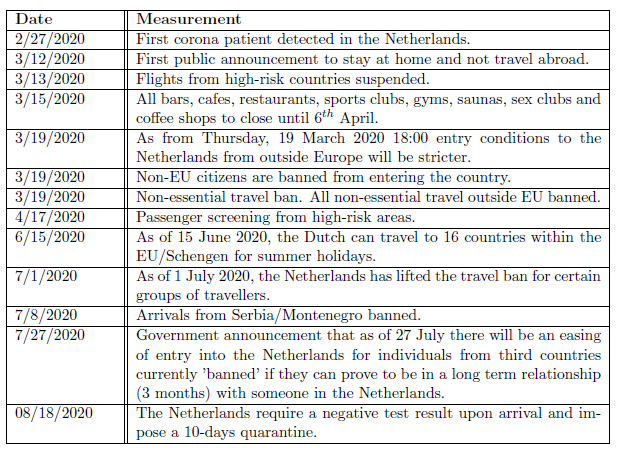 Date Measurement
2/27/2020 First corona patient detected in the Netherlands.
3/12/2020 First public announcement to stay at home and not travel abroad.
3/13/2020 Flights from high-risk countries suspended.
3/15/2020 All bars, cafes, restaurants, sports clubs, gyms, saunas, sex clubs and
coffee shops to close until 6th April.
3/19/2020 As from Thursday, 19 March 2020 18:00 entry conditions to the
Netherlands from outside Europe will be stricter.
3/19/2020 Non-EU citizens are banned from entering the country.
3/19/2020 Non-essential travel ban. All non-essential travel outside EU banned.
4/17/2020 Passenger screening from high-risk areas.
6/15/2020 As of 15 June 2020, the Dutch can travel to 16 countries within the
EU/Schengen for summer holidays.
7/1/2020 As of 1 July 2020, the Netherlands has lifted the travel ban for certain
groups of travellers.
7/8/2020 Arrivals from Serbia/Montenegro banned.
7/27/2020 Government announcement that as of 27 July there will be an easing
of entry into the Netherlands for individuals from third countries
currently 'banned' if they can prove to be in a long term relationship
(3 months) with someone in the Netherlands.
08/18/2020 The Netherlands require a negative test result upon arrival and im-
pose a 10-days quarantine.